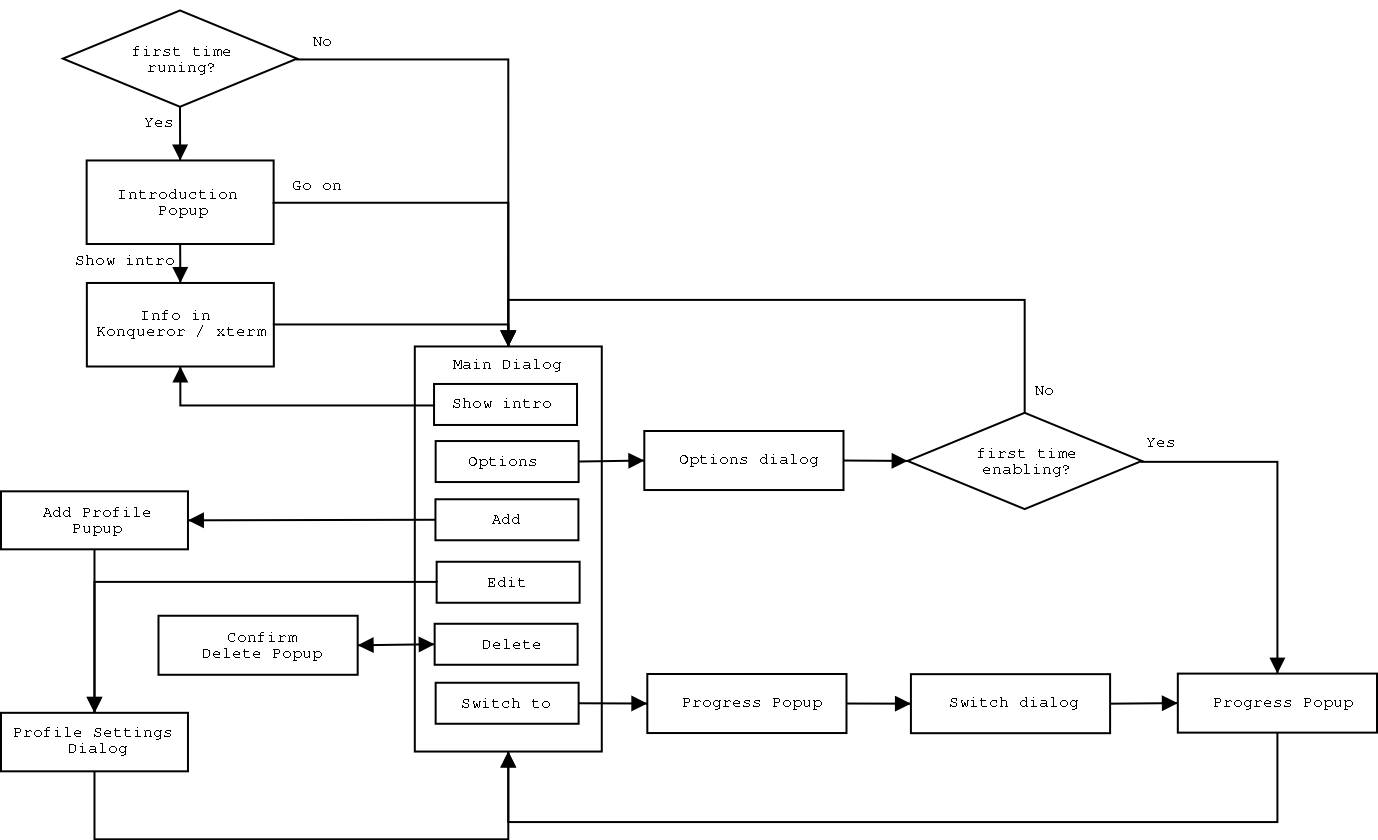 No
first time
runing?
Yes
Introduction
Popup
Go on
Show intro
Info in
Konqueror / xterm
Main Dialog
Show intro
Options
Add
Edit
Delete
Switch to
Options dialog
first time
enabling?
No
Yes
Add Profile
Pupup
Confirm
Delete Popup
Profile Settings
Dialog
Progress Popup
Switch dialog
Progress Popup